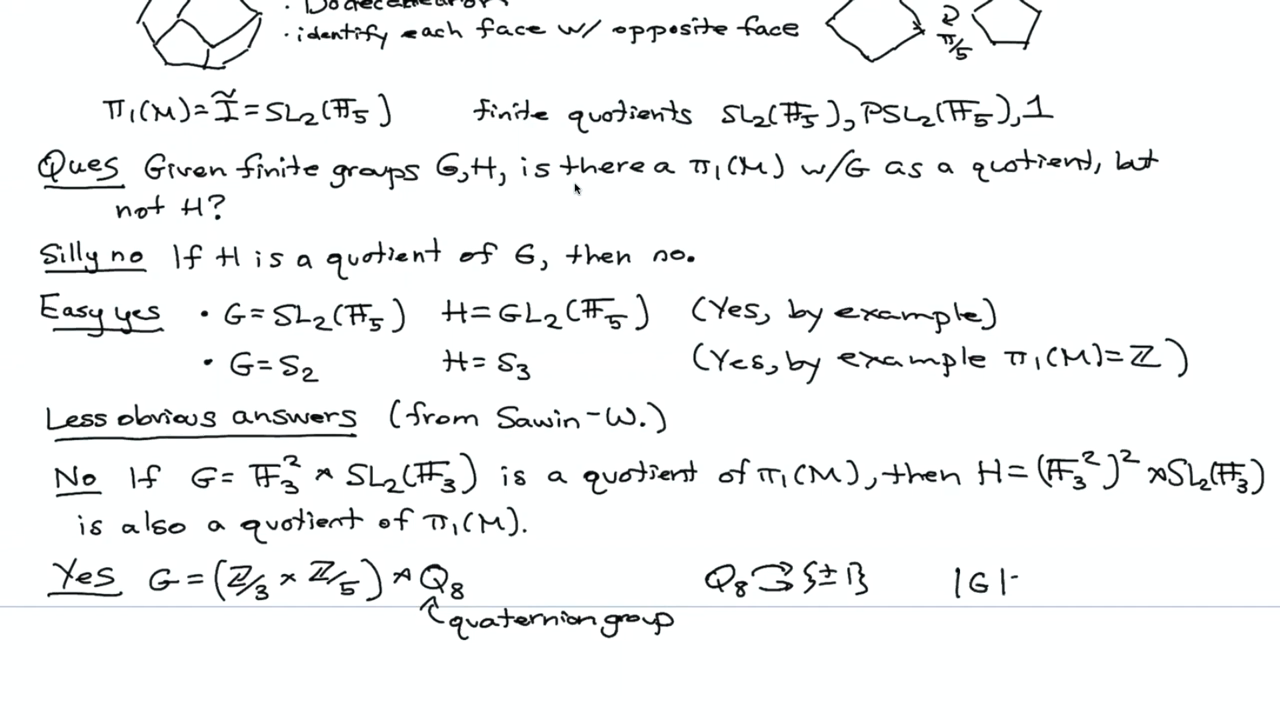 · Dodecahedron
· identify each face w/ opposite face
2
π/5
π₁(M) = Ĩ = SL₂(𝔽₅) finite quotients SL₂(𝔽₅), PSL₂(𝔽₅), 1
Ques Given finite groups G, H, is there a π₁(M) w/ G as a quotient, but
not H?
Silly no If H is a quotient of G, then no.
Easy yes · G = SL₂(𝔽₅) H = GL₂(𝔽₅) (Yes, by example)
· G = S₂ H = S₃ (Yes, by example π₁(M) = ℤ)
Less obvious answers (from Sawin-W.)
No If G = 𝔽₃² ⋊ SL₂(𝔽₃) is a quotient of π₁(M), then H = (𝔽₃²)² ⋊ SL₂(𝔽₃)
is also a quotient of π₁(M).
Yes G = (ℤ/3 × ℤ/5) ⋊ Q₈ Q₈ ⇉ {±1} |G|
quaternion group